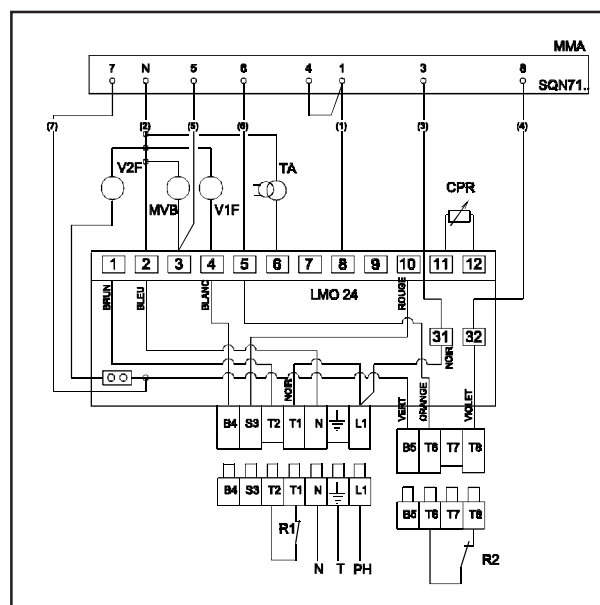 MMA
7 N 5 6 4 1 3 8
SQN71..
(7) (2) (5) (6) (1) (3) (4)
V2F MVB V1F TA CPR
1 2 3 4 5 6 7 8 9 10 11 12
BRUN BLEU BLANC LMO 24 ROUGE
31 32
NOIR NOIR
VERT ORANGE VIOLET
B4 S3 T2 T1 N L1
B5 T6 T7 T8
B4 S3 T2 T1 N L1
B5 T6 T7 T8
R1
R2
N T PH